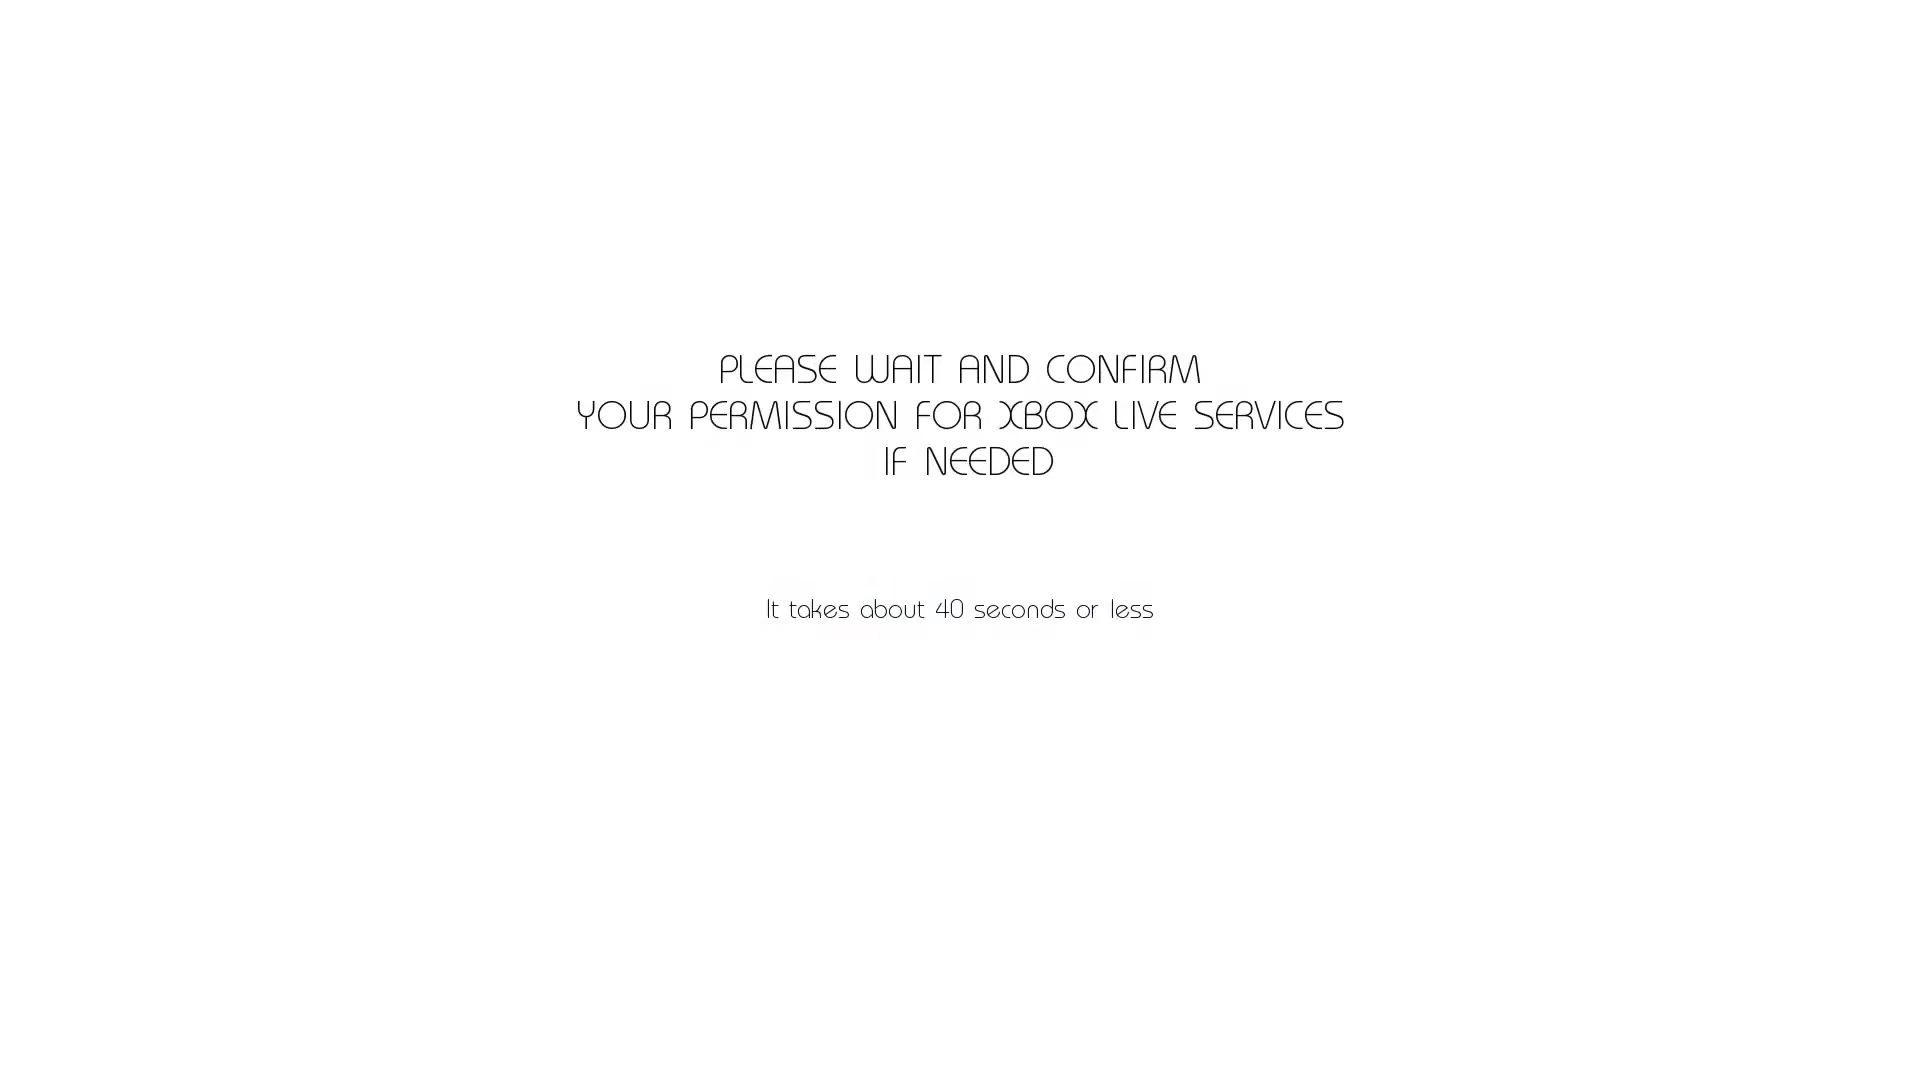 PLEASE WAIT AND CONFIRM
YOUR PERMISSION FOR XBOX LIVE SERVICES
IF NEEDED
It takes about 40 seconds or less